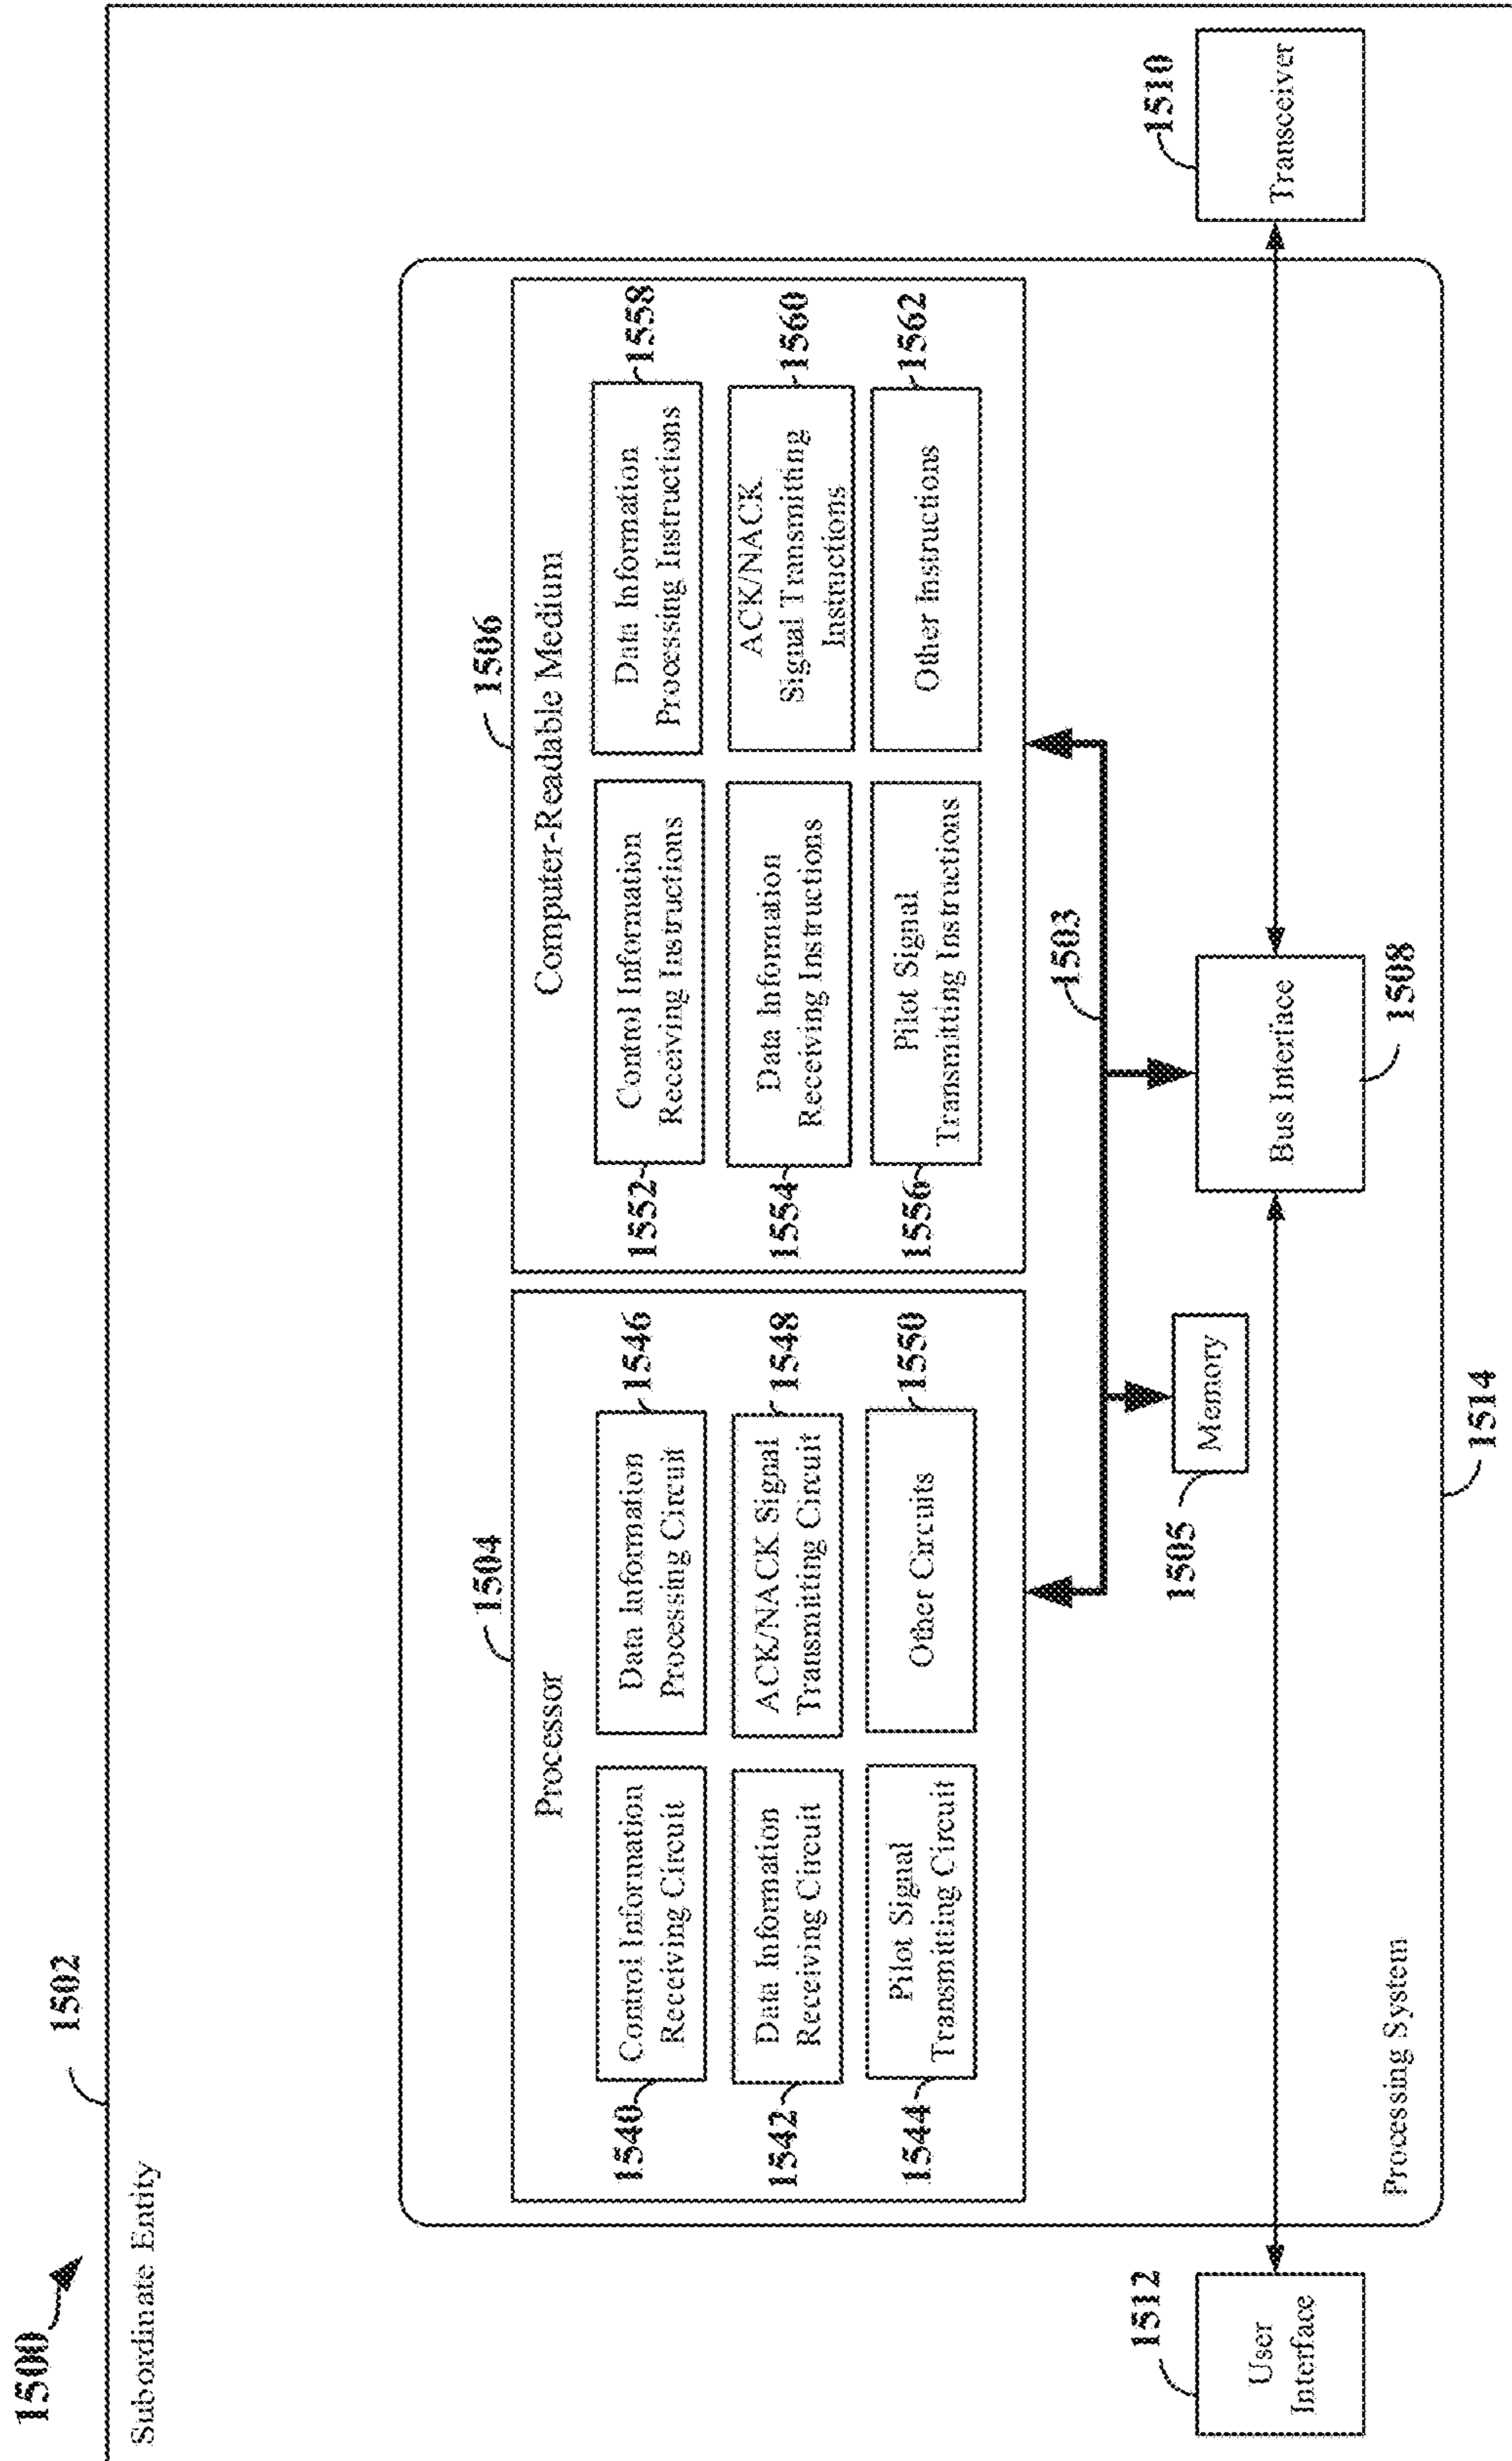 1500
1502
Subordinate Entity
1504
1506
Processor
Computer-Readable Medium
1540
Control Information
Receiving Circuit
Data Information
Processing Circuit
1546
1552
Control Information
Receiving Instructions
Data Information
Processing Instructions
1558
1542
Data Information
Receiving Circuit
ACK/NACK Signal
Transmitting Circuit
1548
1554
Data Information
Receiving Instructions
ACK/NACK
Signal Transmitting
Instructions
1560
1544
Pilot Signal
Transmitting Circuit
Other Circuits
1550
1556
Pilot Signal
Transmitting Instructions
Other Instructions
1562
1503
1512
User
Interface
1505
Memory
Bus Interface
1508
1510
Transceiver
Processing System
1514